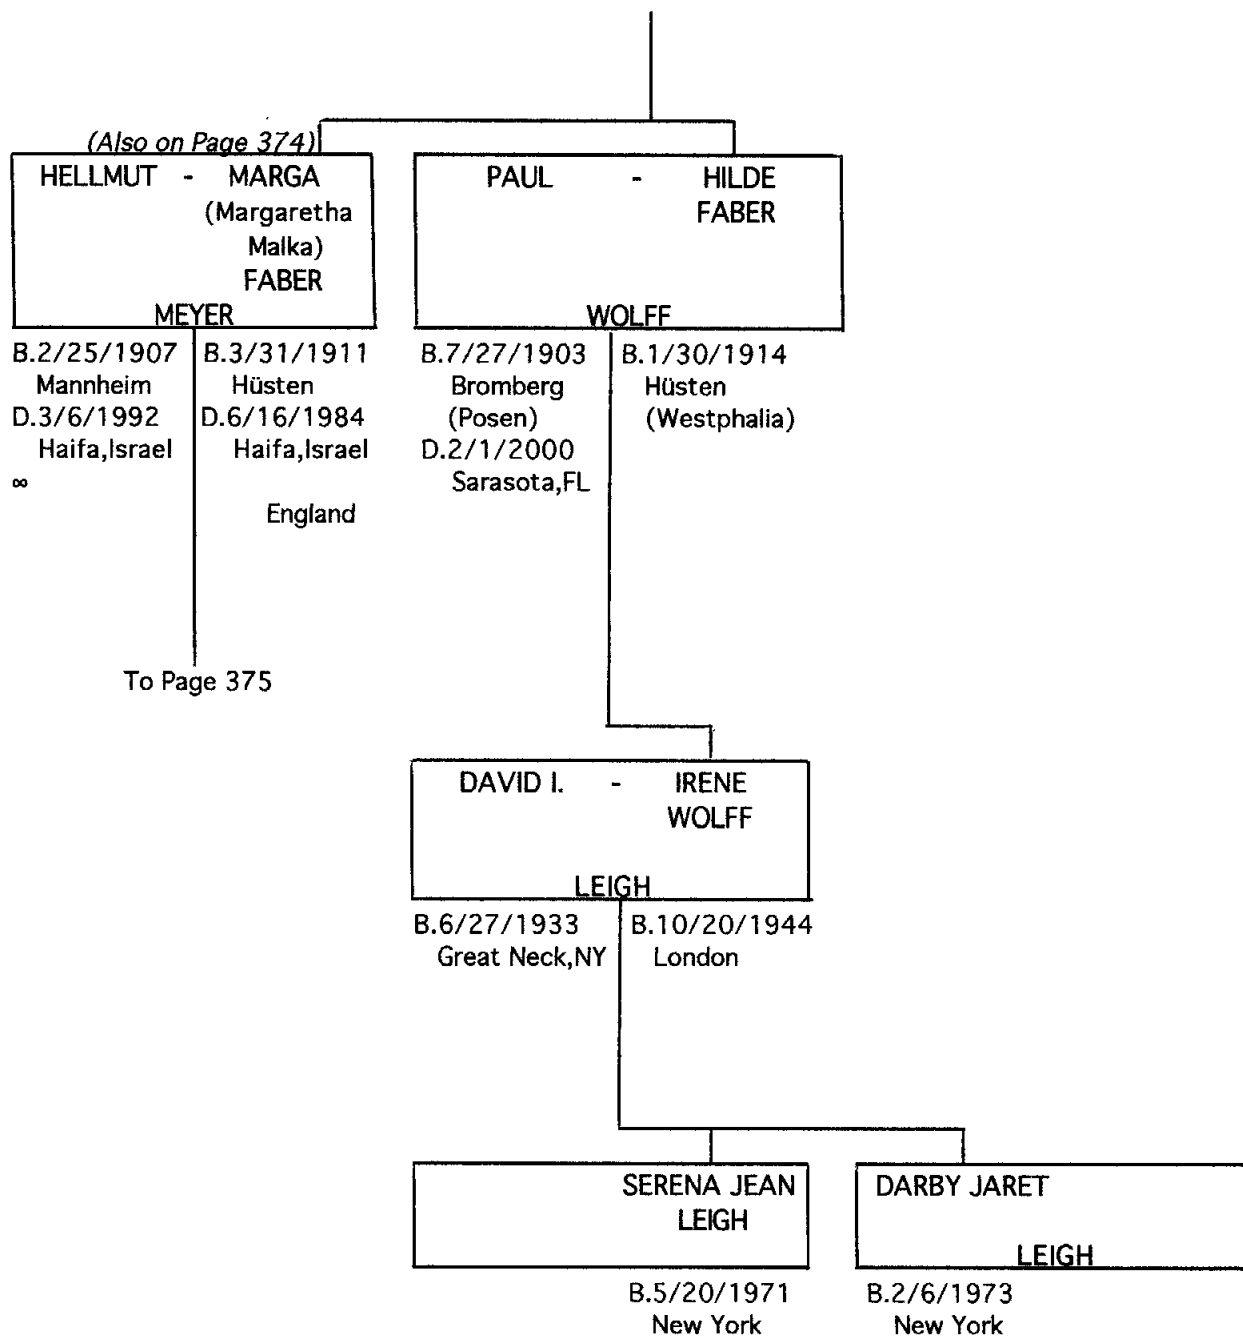 (Also on Page 374)
HELLMUT - MARGA
(Margaretha
Malka)
FABER
MEYER
B.2/25/1907 B.3/31/1911
Mannheim Hüsten
D.3/6/1992 D.6/16/1984
Haifa,Israel Haifa,Israel
∞
England
To Page 375
PAUL - HILDE
FABER
WOLFF
B.7/27/1903 B.1/30/1914
Bromberg Hüsten
(Posen) (Westphalia)
D.2/1/2000
Sarasota,FL
DAVID I. - IRENE
WOLFF
LEIGH
B.6/27/1933 B.10/20/1944
Great Neck,NY London
SERENA JEAN
LEIGH
B.5/20/1971
New York
DARBY JARET
LEIGH
B.2/6/1973
New York